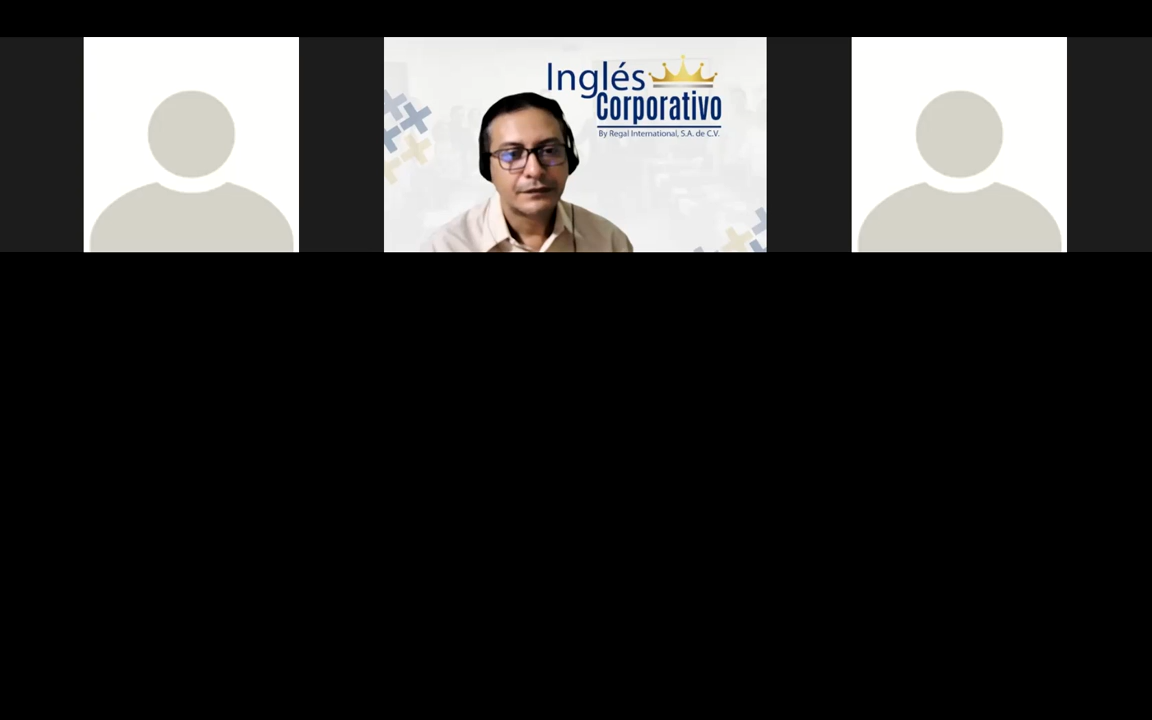 Inglés
Corporativo
By Regal International, S.A. de C.V.